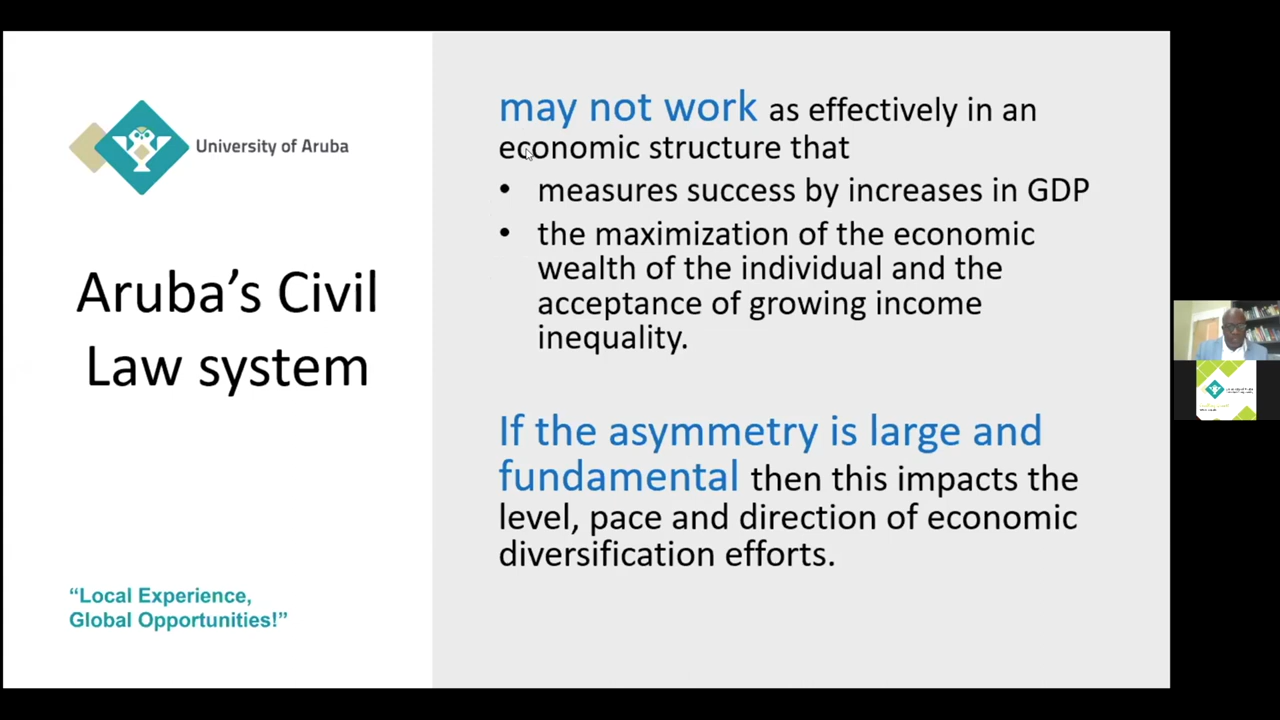 University of Aruba
Aruba’s Civil
Law system
“Local Experience,
Global Opportunities!”
may not work as effectively in an
economic structure that
• measures success by increases in GDP
• the maximization of the economic
wealth of the individual and the
acceptance of growing income
inequality.
If the asymmetry is large and
fundamental then this impacts the
level, pace and direction of economic
diversification efforts.